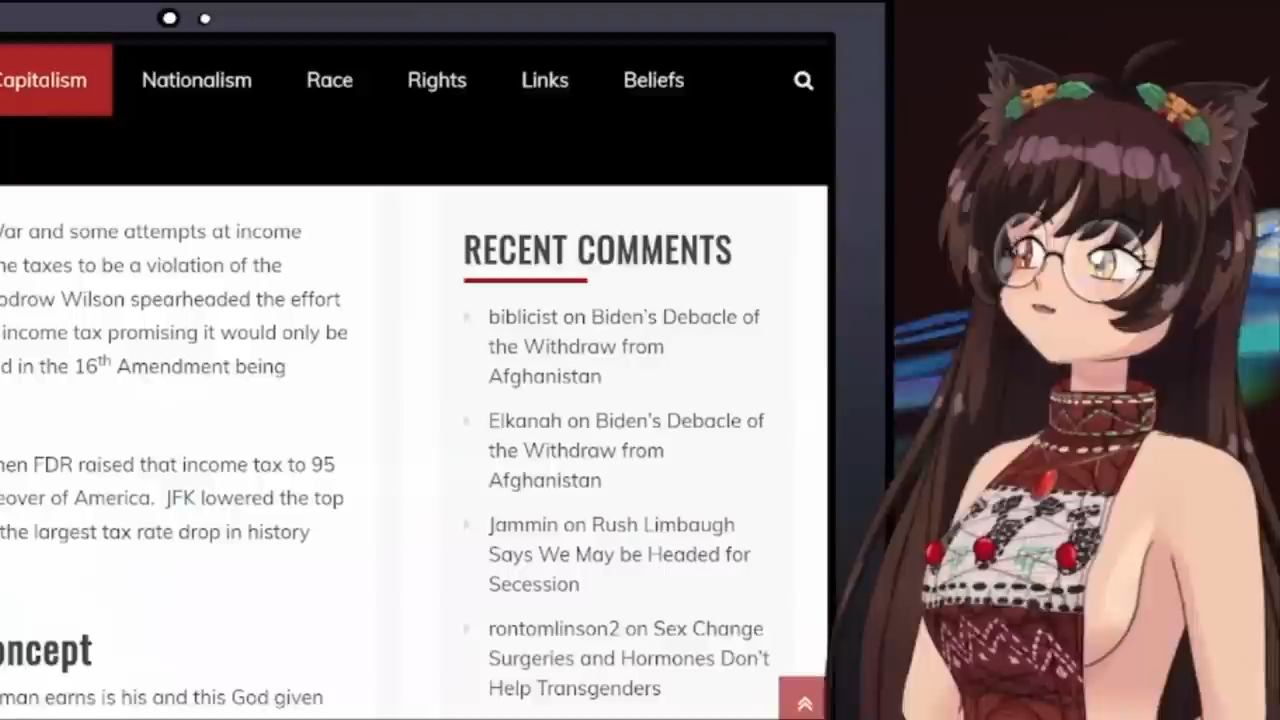 Capitalism Nationalism Race Rights Links Beliefs
War and some attempts at income
ne taxes to be a violation of the
odrow Wilson spearheaded the effort
income tax promising it would only be
d in the 16th Amendment being
hen FDR raised that income tax to 95
eover of America. JFK lowered the top
the largest tax rate drop in history
oncept
man earns is his and this God given
RECENT COMMENTS
biblicist on Biden's Debacle of
the Withdraw from
Afghanistan
Elkanah on Biden's Debacle of
the Withdraw from
Afghanistan
Jammin on Rush Limbaugh
Says We May be Headed for
Secession
rontomlinson2 on Sex Change
Surgeries and Hormones Don't
Help Transgenders